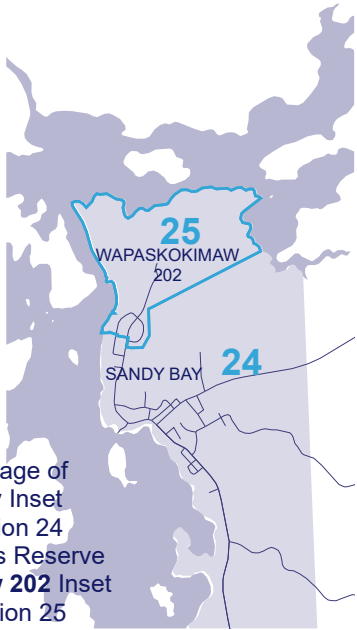 25
WAPASKOKIMAW
202
SANDY BAY
24
age of
Inset
ion 24
s Reserve
202 Inset
ion 25